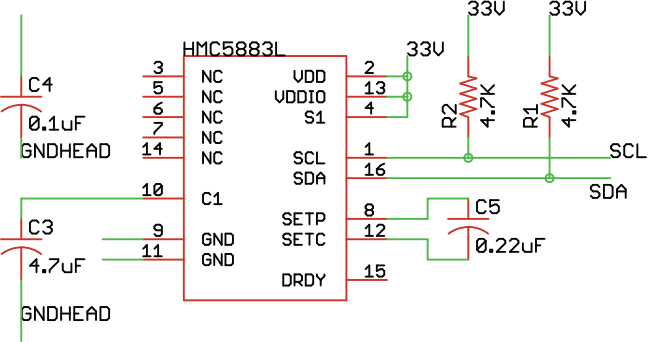 33V 33V
HMC5883L 33V
C4 3 NC VDD 2
5 NC VDDIO 13
R2 4.7K R1 4.7K
0.1uF 6 NC S1 4
7 NC
GNDHEAD 14 NC SCL 1 SCL
SDA 16 SDA
10 C1
C3 SETP 8 C5
9 GND SETC 12 0.22uF
4.7uF 11 GND
DRDY 15
GNDHEAD